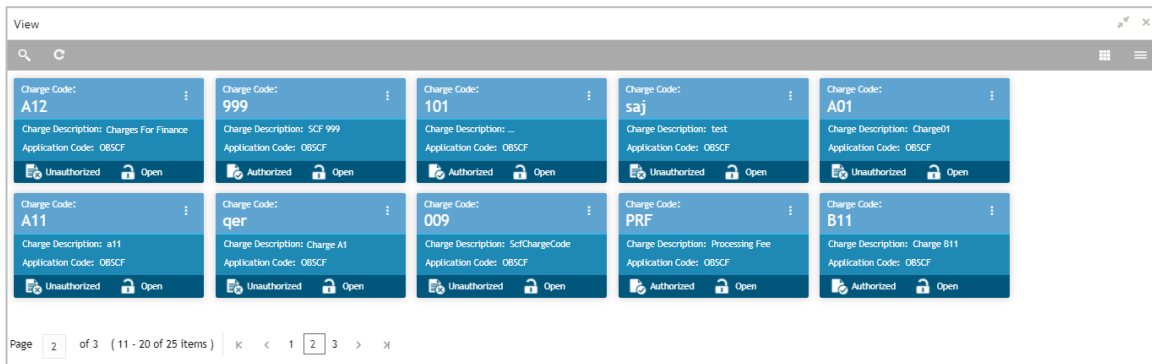 View
Charge Code:
A12
Charge Description: Charges For Finance
Application Code: OBSCF
Unauthorized Open
Charge Code:
999
Charge Description: SCF 999
Application Code: OBSCF
Authorized Open
Charge Code:
101
Charge Description: ...
Application Code: OBSCF
Authorized Open
Charge Code:
saj
Charge Description: test
Application Code: OBSCF
Unauthorized Open
Charge Code:
A01
Charge Description: Charge01
Application Code: OBSCF
Unauthorized Open
Charge Code:
A11
Charge Description: a11
Application Code: OBSCF
Unauthorized Open
Charge Code:
qer
Charge Description: Charge A1
Application Code: OBSCF
Unauthorized Open
Charge Code:
009
Charge Description: ScfChargeCode
Application Code: OBSCF
Unauthorized Open
Charge Code:
PRF
Charge Description: Processing Fee
Application Code: OBSCF
Authorized Open
Charge Code:
B11
Charge Description: Charge B11
Application Code: OBSCF
Authorized Open
Page 2 of 3 ( 11 - 20 of 25 items ) 1 2 3